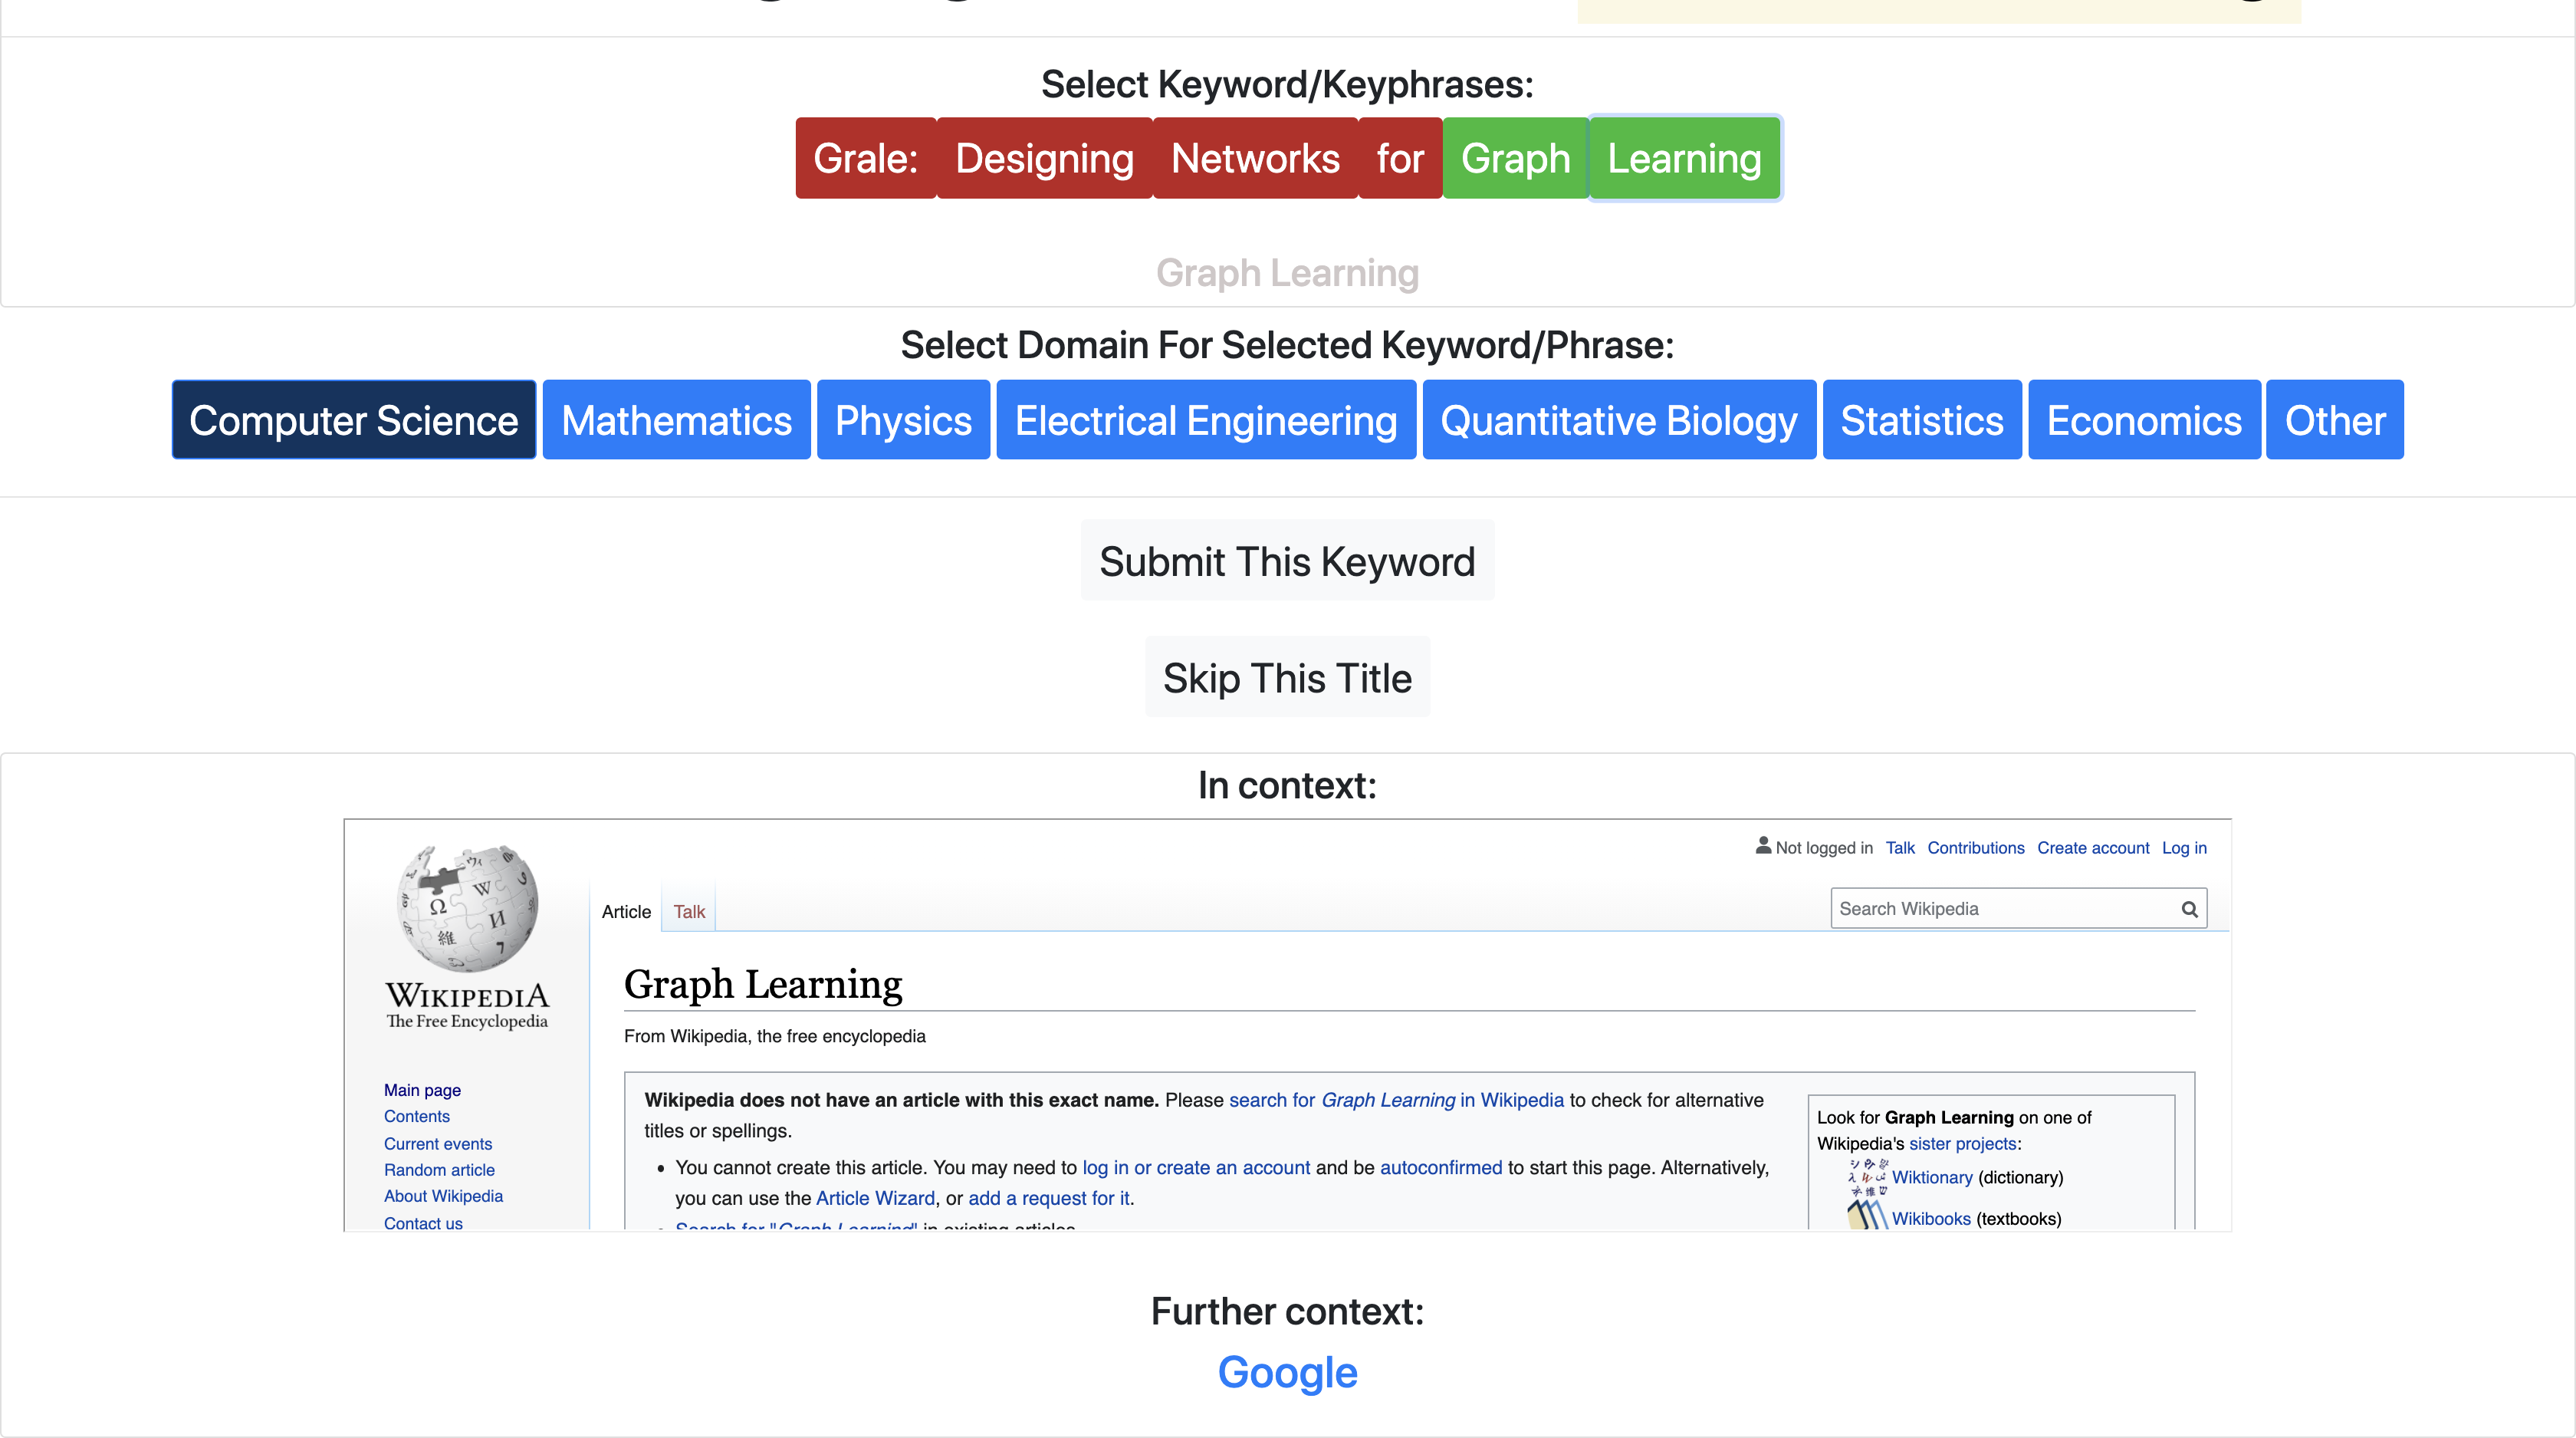 Select Keyword/Keyphrases:
Grale: Designing Networks for Graph Learning
Graph Learning
Select Domain For Selected Keyword/Phrase:
Computer Science Mathematics Physics Electrical Engineering Quantitative Biology Statistics Economics Other
Submit This Keyword
Skip This Title
In context:
Not logged in Talk Contributions Create account Log in
Article Talk
Search Wikipedia
WIKIPEDIA
The Free Encyclopedia
Graph Learning
From Wikipedia, the free encyclopedia
Main page
Contents
Current events
Random article
About Wikipedia
Contact us
Wikipedia does not have an article with this exact name. Please search for Graph Learning in Wikipedia to check for alternative
titles or spellings.
• You cannot create this article. You may need to log in or create an account and be autoconfirmed to start this page. Alternatively,
you can use the Article Wizard, or add a request for it.
• Search for "Graph Learning" in existing articles.
Look for Graph Learning on one of
Wikipedia's sister projects:
Wiktionary (dictionary)
Wikibooks (textbooks)
Further context:
Google